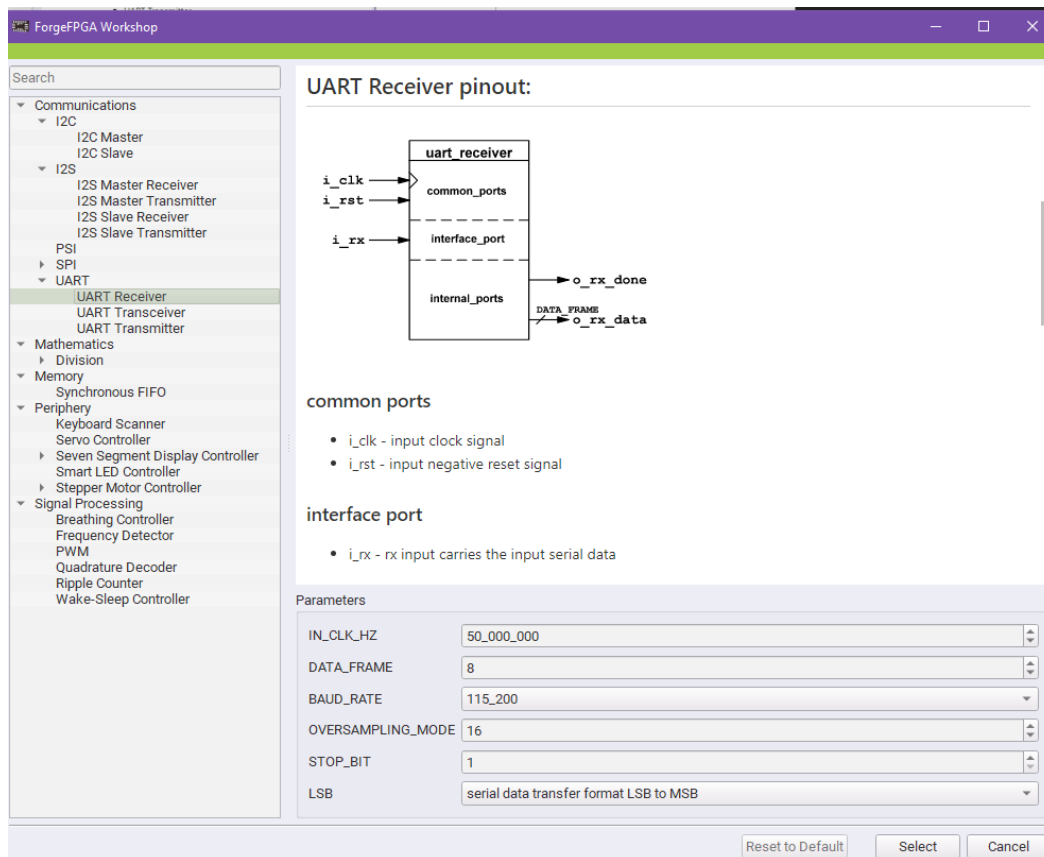 ForgeFPGA Workshop
Search
Communications
I2C
I2C Master
I2C Slave
I2S
I2S Master Receiver
I2S Master Transmitter
I2S Slave Receiver
I2S Slave Transmitter
PSI
SPI
UART
UART Receiver
UART Transceiver
UART Transmitter
Mathematics
Division
Memory
Synchronous FIFO
Periphery
Keyboard Scanner
Servo Controller
Seven Segment Display Controller
Smart LED Controller
Stepper Motor Controller
Signal Processing
Breathing Controller
Frequency Detector
PWM
Quadrature Decoder
Ripple Counter
Wake-Sleep Controller
UART Receiver pinout:
uart_receiver
i_clk
common_ports
i_rst
i_rx
interface_port
o_rx_done
internal_ports
DATA_FRAME
o_rx_data
common ports
• i_clk - input clock signal
• i_rst - input negative reset signal
interface port
• i_rx - rx input carries the input serial data
Parameters
IN_CLK_HZ 50_000_000
DATA_FRAME 8
BAUD_RATE 115_200
OVERSAMPLING_MODE 16
STOP_BIT 1
LSB serial data transfer format LSB to MSB
Reset to Default Select Cancel